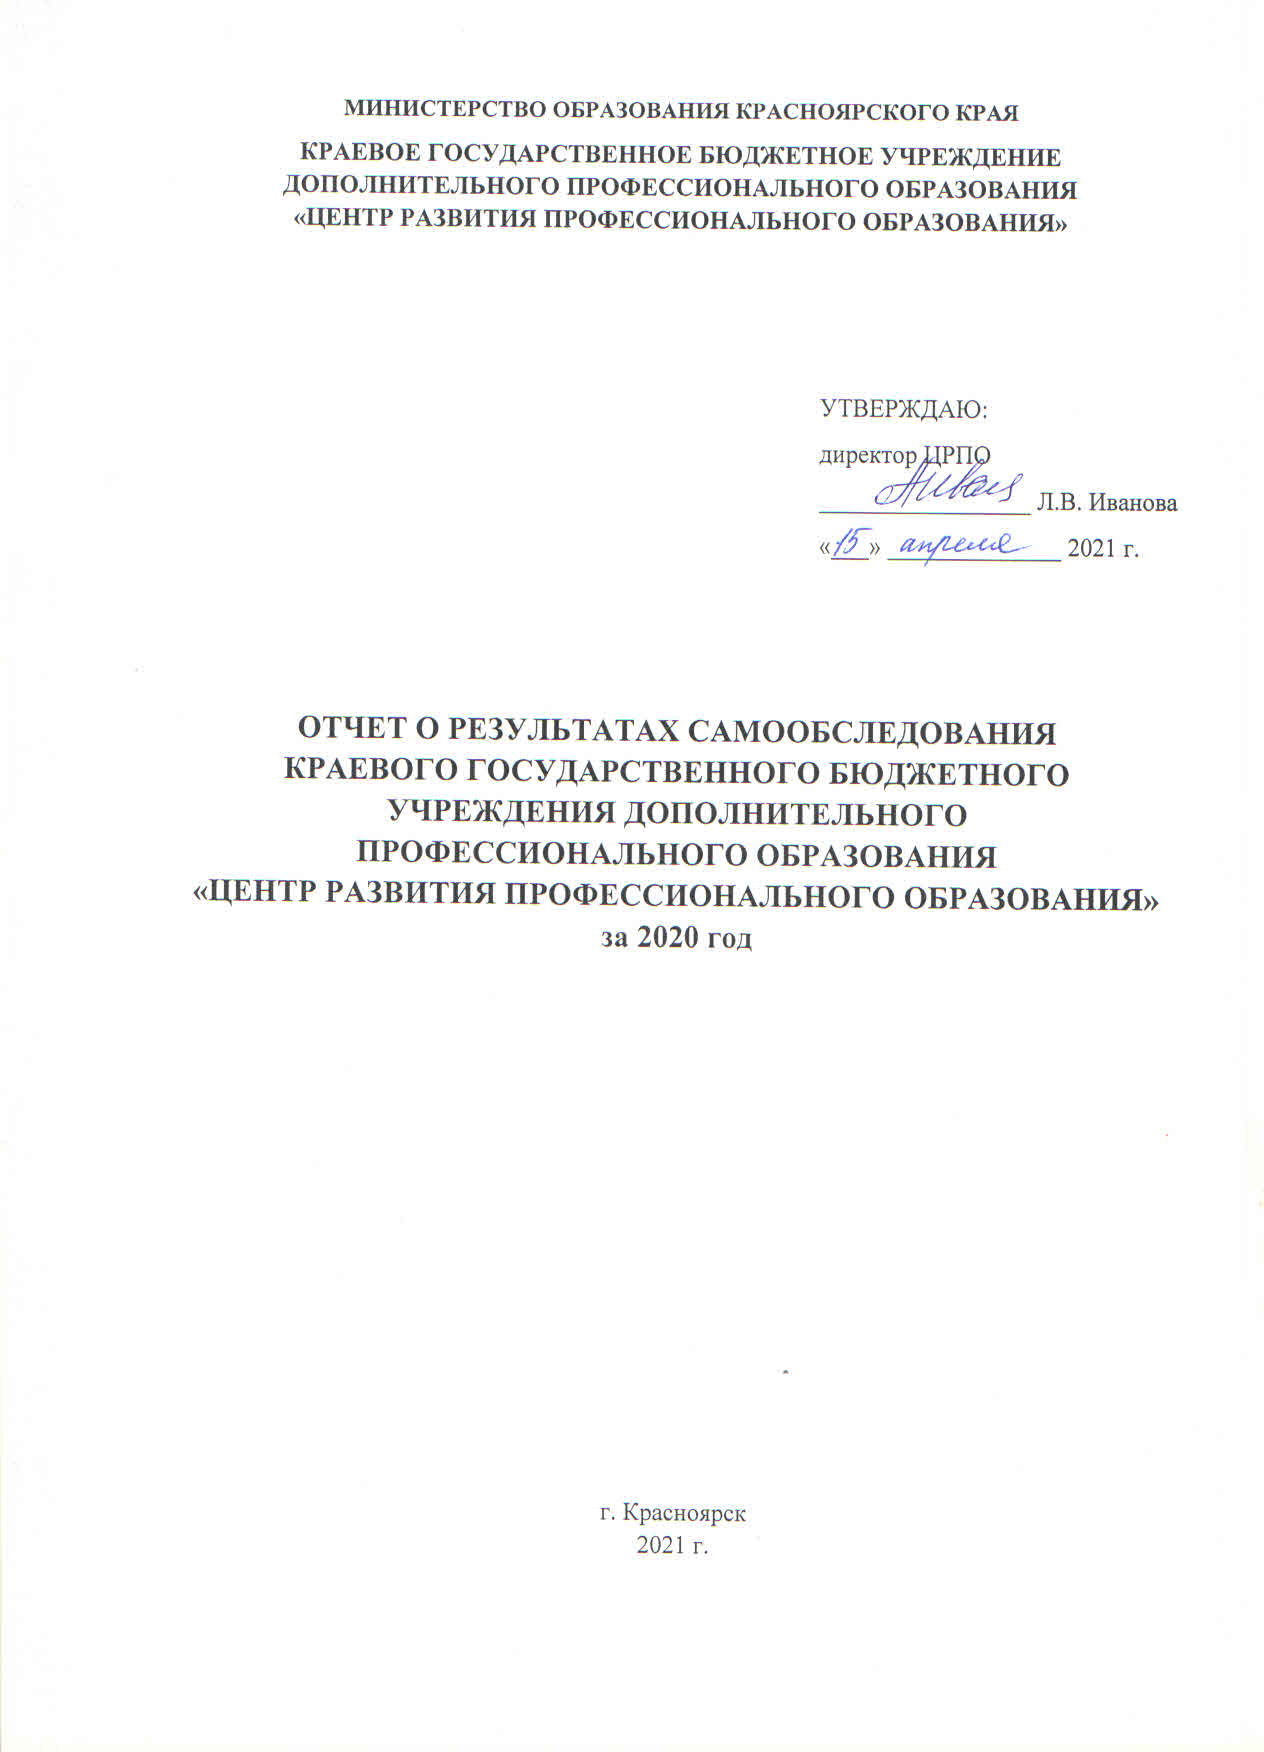 МИНИСТЕРСТВО ОБРАЗОВАНИЯ КРАСНОЯРСКОГО КРАЯ
КРАЕВОЕ ГОСУДАРСТВЕННОЕ БЮДЖЕТНОЕ УЧРЕЖДЕНИЕ
ДОПОЛНИТЕЛЬНОГО ПРОФЕССИОНАЛЬНОГО ОБРАЗОВАНИЯ
«ЦЕНТР РАЗВИТИЯ ПРОФЕССИОНАЛЬНОГО ОБРАЗОВАНИЯ»
УТВЕРЖДАЮ:
директор ЦРПО
Л.В. Иванова
«15» апреля 2021 г.
ОТЧЕТ О РЕЗУЛЬТАТАХ САМООБСЛЕДОВАНИЯ
КРАЕВОГО ГОСУДАРСТВЕННОГО БЮДЖЕТНОГО
УЧРЕЖДЕНИЯ ДОПОЛНИТЕЛЬНОГО
ПРОФЕССИОНАЛЬНОГО ОБРАЗОВАНИЯ
«ЦЕНТР РАЗВИТИЯ ПРОФЕССИОНАЛЬНОГО ОБРАЗОВАНИЯ»
за 2020 год
г. Красноярск
2021 г.